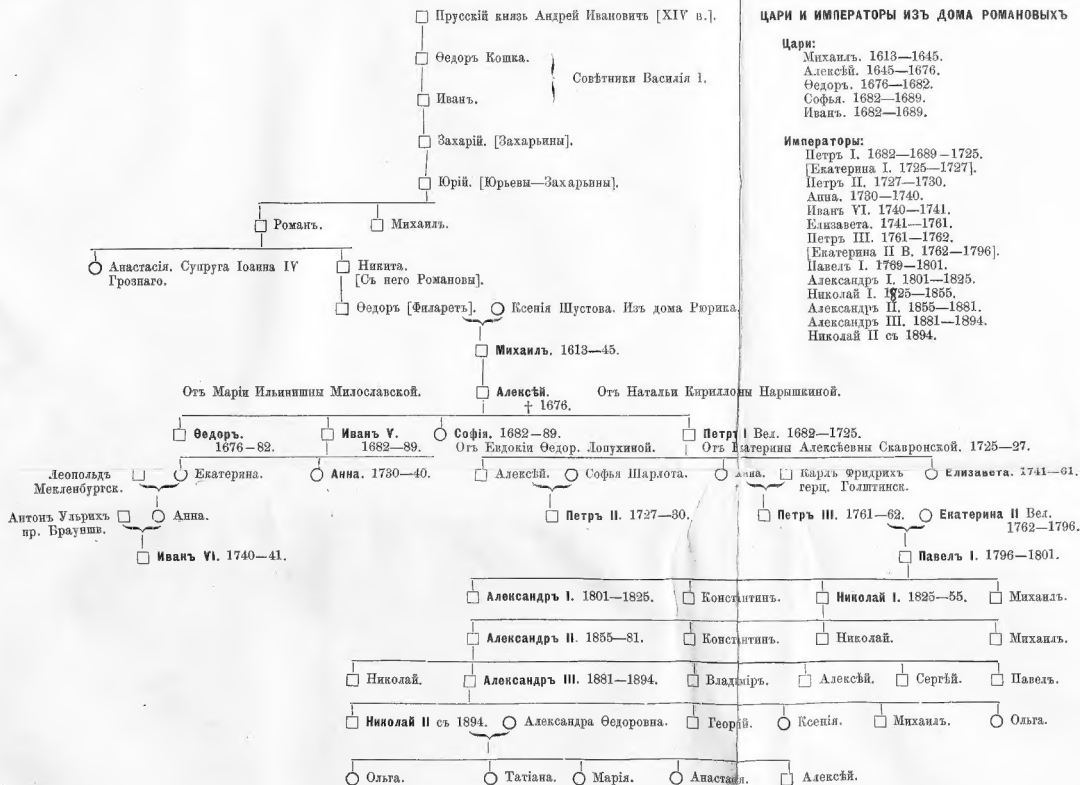 Прусскій князь Андрей Ивановичъ [XIV в.].
Ѳедоръ Кошка.
Совѣтники Василія I.
Иванъ.
Захарій. [Захарьины].
Юрій. [Юрьевы—Захарьины].
Романъ. Михаилъ.
Анастасія. Супруга Іоанна IV
Грознаго.
Никита.
[Съ него Романовы].
Ѳедоръ [Филаретъ]. Ксенія Шустова. Изъ дома Рюрика.
Михаилъ. 1613—45.
Отъ Маріи Ильинишны Милославской. Алексѣй. Отъ Натальи Кирилловны Нарышкиной.
† 1676.
ЦАРИ И ИМПЕРАТОРЫ ИЗЪ ДОМА РОМАНОВЫХЪ
Цари:
Михаилъ. 1613—1645.
Алексѣй. 1645—1676.
Ѳедоръ. 1676—1682.
Софья. 1682—1689.
Иванъ. 1682—1689.
Императоры:
Петръ I. 1682—1689—1725.
[Екатерина I. 1725—1727].
Петръ II. 1727—1730.
Анна. 1730—1740.
Иванъ VI. 1740—1741.
Елизавета. 1741—1761.
Петръ III. 1761—1762.
[Екатерина II В. 1762—1796].
Павелъ I. 1769—1801.
Александръ I. 1801—1825.
Николай I. 1825—1855.
Александръ II. 1855—1881.
Александръ III. 1881—1894.
Николай II съ 1894.
Ѳедоръ. Иванъ V. Софія. 1682—89. Петръ I Вел. 1682—1725.
1676—82. 1682—89. Отъ Евдокіи Ѳедор. Лопухиной. Отъ Екатерины Алексѣевны Скавронской. 1725—27.
Леопольдъ
Мекленбургск.
Екатерина. Анна. 1730—40. Алексѣй. Софья Шарлота. Анна. Карлъ Фридрихъ
герц. Голштинск.
Елизавета. 1741—61.
Антонъ Ульрихъ
пр. Брауншв.
Анна. Петръ II. 1727—30. Петръ III. 1761—62. Екатерина II Вел.
1762—1796.
Иванъ VI. 1740—41. Павелъ I. 1796—1801.
Александръ I. 1801—1825. Константинъ. Николай I. 1825—55. Михаилъ.
Александръ II. 1855—81. Константинъ. Николай. Михаилъ.
Николай. Александръ III. 1881—1894. Владиміръ. Алексѣй. Сергѣй. Павелъ.
Николай II съ 1894. Александра Ѳедоровна. Георгій. Ксенія. Михаилъ. Ольга.
Ольга. Татіана. Марія. Анастасія. Алексѣй.